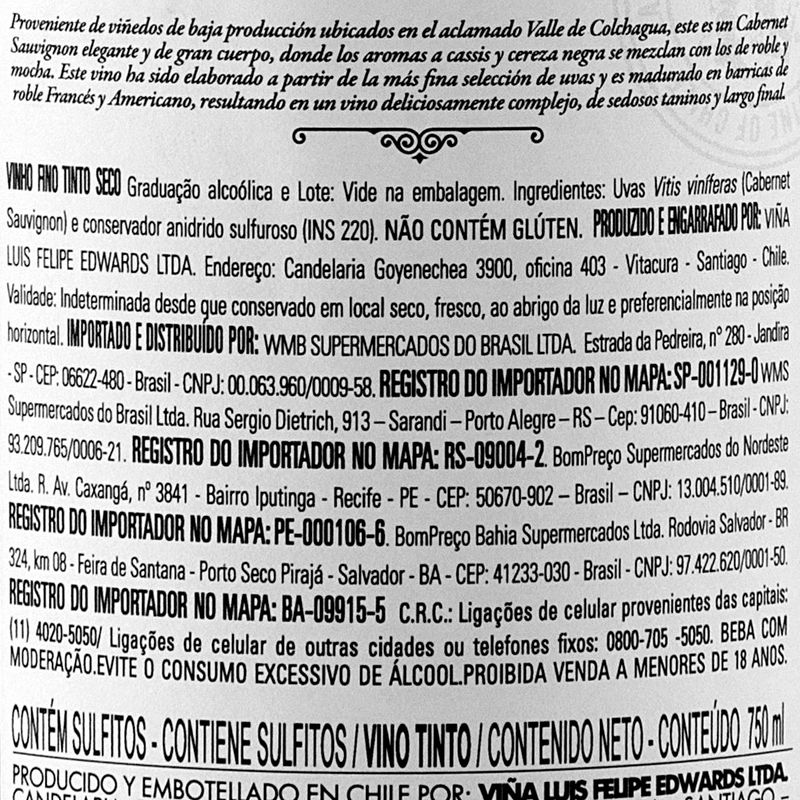 Proveniente de viñedos de baja producción ubicados en el aclamado Valle de Colchagua, este es un Cabernet
Sauvignon elegante y de gran cuerpo, donde los aromas a cassis y cereza negra se mezclan con los de roble y
mocha. Este vino ha sido elaborado a partir de la más fina selección de uvas y es madurado en barricas de
roble Francés y Americano, resultando en un vino deliciosamente complejo, de sedosos taninos y largo final.
VINHO FINO TINTO SECO Graduação alcoólica e Lote: Vide na embalagem. Ingredientes: Uvas Vitis viníferas (Cabernet
Sauvignon) e conservador anidrido sulfuroso (INS 220). NÃO CONTÉM GLÚTEN. PRODUZIDO E ENGARRAFADO POR: VIÑA
LUIS FELIPE EDWARDS LTDA. Endereço: Candelaria Goyenechea 3900, oficina 403 - Vitacura - Santiago - Chile.
Validade: Indeterminada desde que conservado em local seco, fresco, ao abrigo da luz e preferencialmente na posição
horizontal. IMPORTADO E DISTRIBUÍDO POR: WMB SUPERMERCADOS DO BRASIL LTDA. Estrada da Pedreira, n° 280 - Jandira
- SP - CEP: 06622-480 - Brasil - CNPJ: 00.063.960/0009-58. REGISTRO DO IMPORTADOR NO MAPA: SP-001129-0 WMS
Supermercados do Brasil Ltda. Rua Sergio Dietrich, 913 – Sarandi – Porto Alegre – RS – Cep: 91060-410 – Brasil - CNPJ:
93.209.765/0006-21. REGISTRO DO IMPORTADOR NO MAPA: RS-09004-2. BomPreço Supermercados do Nordeste
Ltda. R. Av. Caxangá, nº 3841 - Bairro Iputinga - Recife - PE - CEP: 50670-902 – Brasil – CNPJ: 13.004.510/0001-89.
REGISTRO DO IMPORTADOR NO MAPA: PE-000106-6. BomPreço Bahia Supermercados Ltda. Rodovia Salvador - BR
324, km 08 - Feira de Santana - Porto Seco Pirajá - Salvador - BA - CEP: 41233-030 - Brasil - CNPJ: 97.422.620/0001-50.
REGISTRO DO IMPORTADOR NO MAPA: BA-09915-5 C.R.C.: Ligações de celular provenientes das capitais:
(11) 4020-5050/ Ligações de celular de outras cidades ou telefones fixos: 0800-705 -5050. BEBA COM
MODERAÇÃO.EVITE O CONSUMO EXCESSIVO DE ÁLCOOL.PROIBIDA VENDA A MENORES DE 18 ANOS.
CONTÉM SULFITOS - CONTIENE SULFITOS / VINO TINTO / CONTENIDO NETO - CONTEÚDO 750 ml
PRODUCIDO Y EMBOTELLADO EN CHILE POR: VIÑA LUIS FELIPE EDWARDS LTDA.